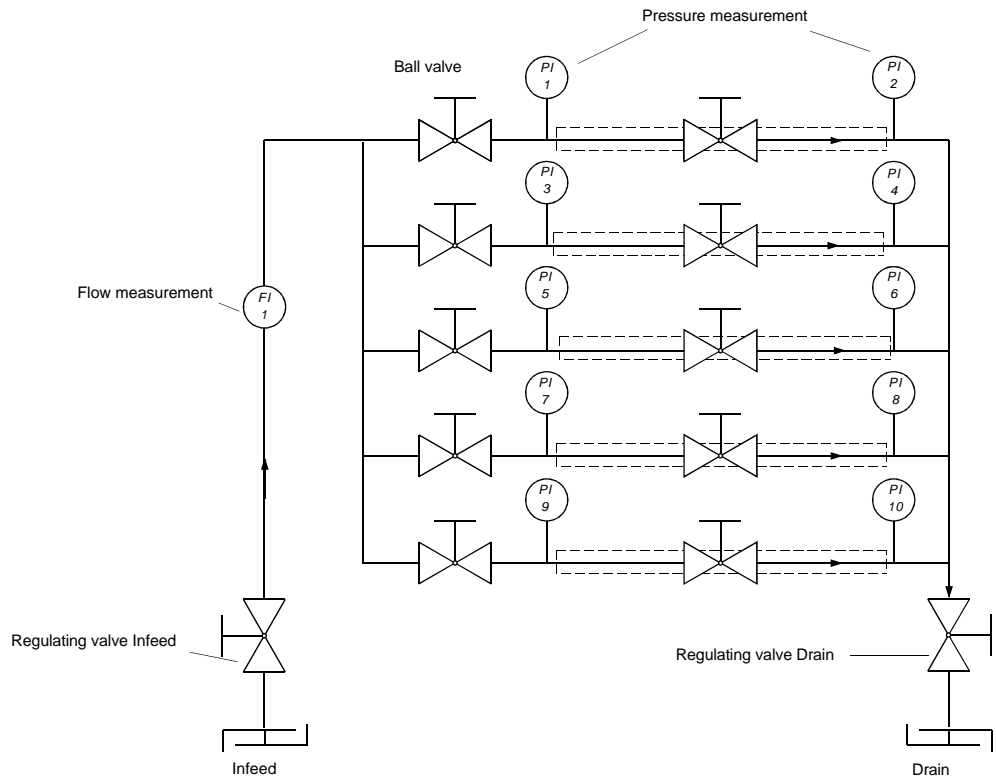 Pressure measurement
Ball valve
PI
1
PI
2
PI
3
PI
4
Flow measurement
FI
1
PI
5
PI
6
PI
7
PI
8
PI
9
PI
10
Regulating valve Infeed
Regulating valve Drain
Infeed
Drain